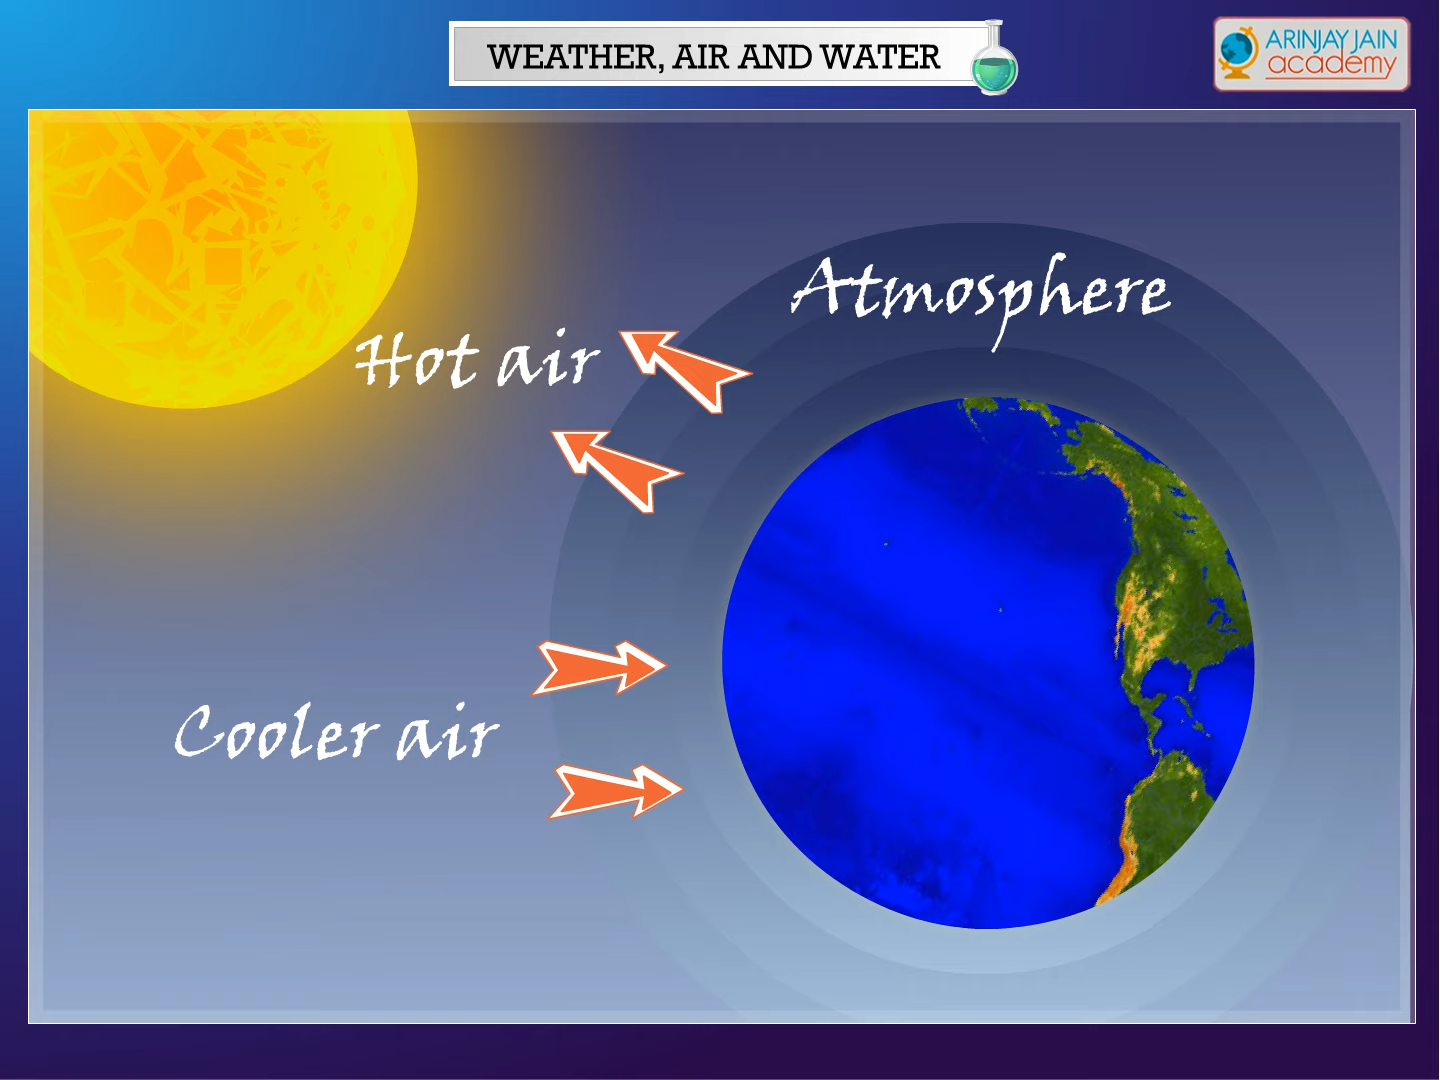 WEATHER, AIR AND WATER
ARINJAY JAIN
academy
Atmosphere
Hot air
Cooler air